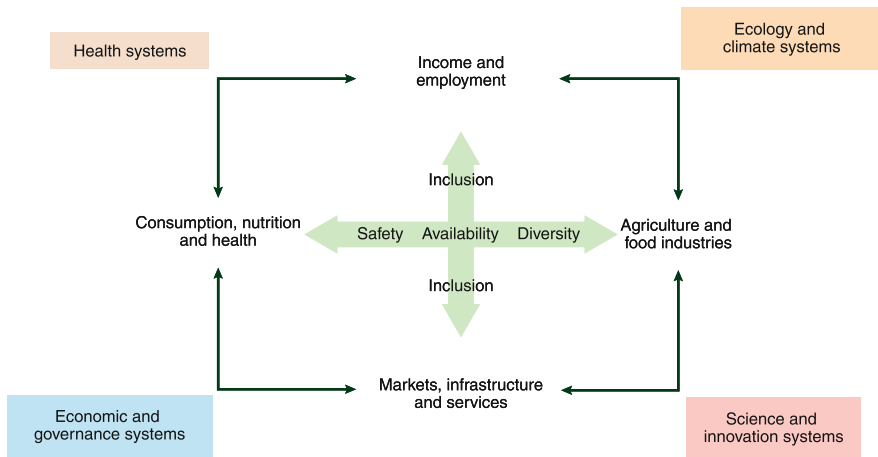 Health systems
Ecology and
climate systems
Income and
employment
Inclusion
Consumption, nutrition
and health
Safety Availability Diversity
Agriculture and
food industries
Inclusion
Markets, infrastructure
and services
Economic and
governance systems
Science and
innovation systems